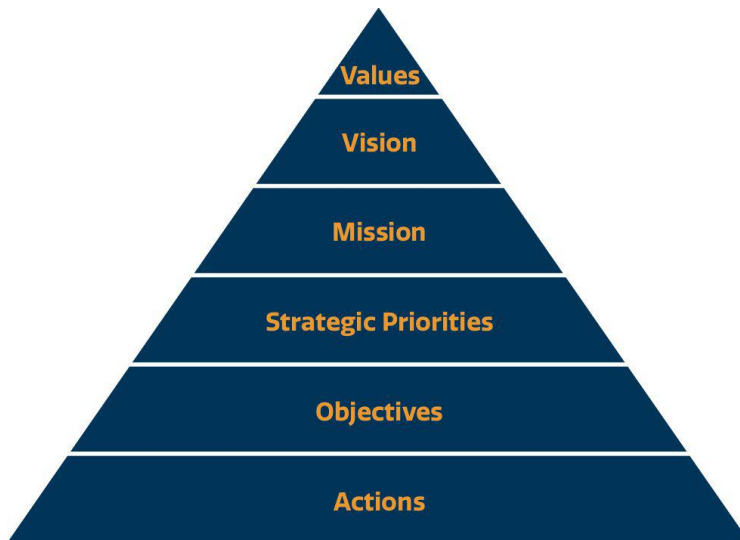 Values
Vision
Mission
Strategic Priorities
Objectives
Actions